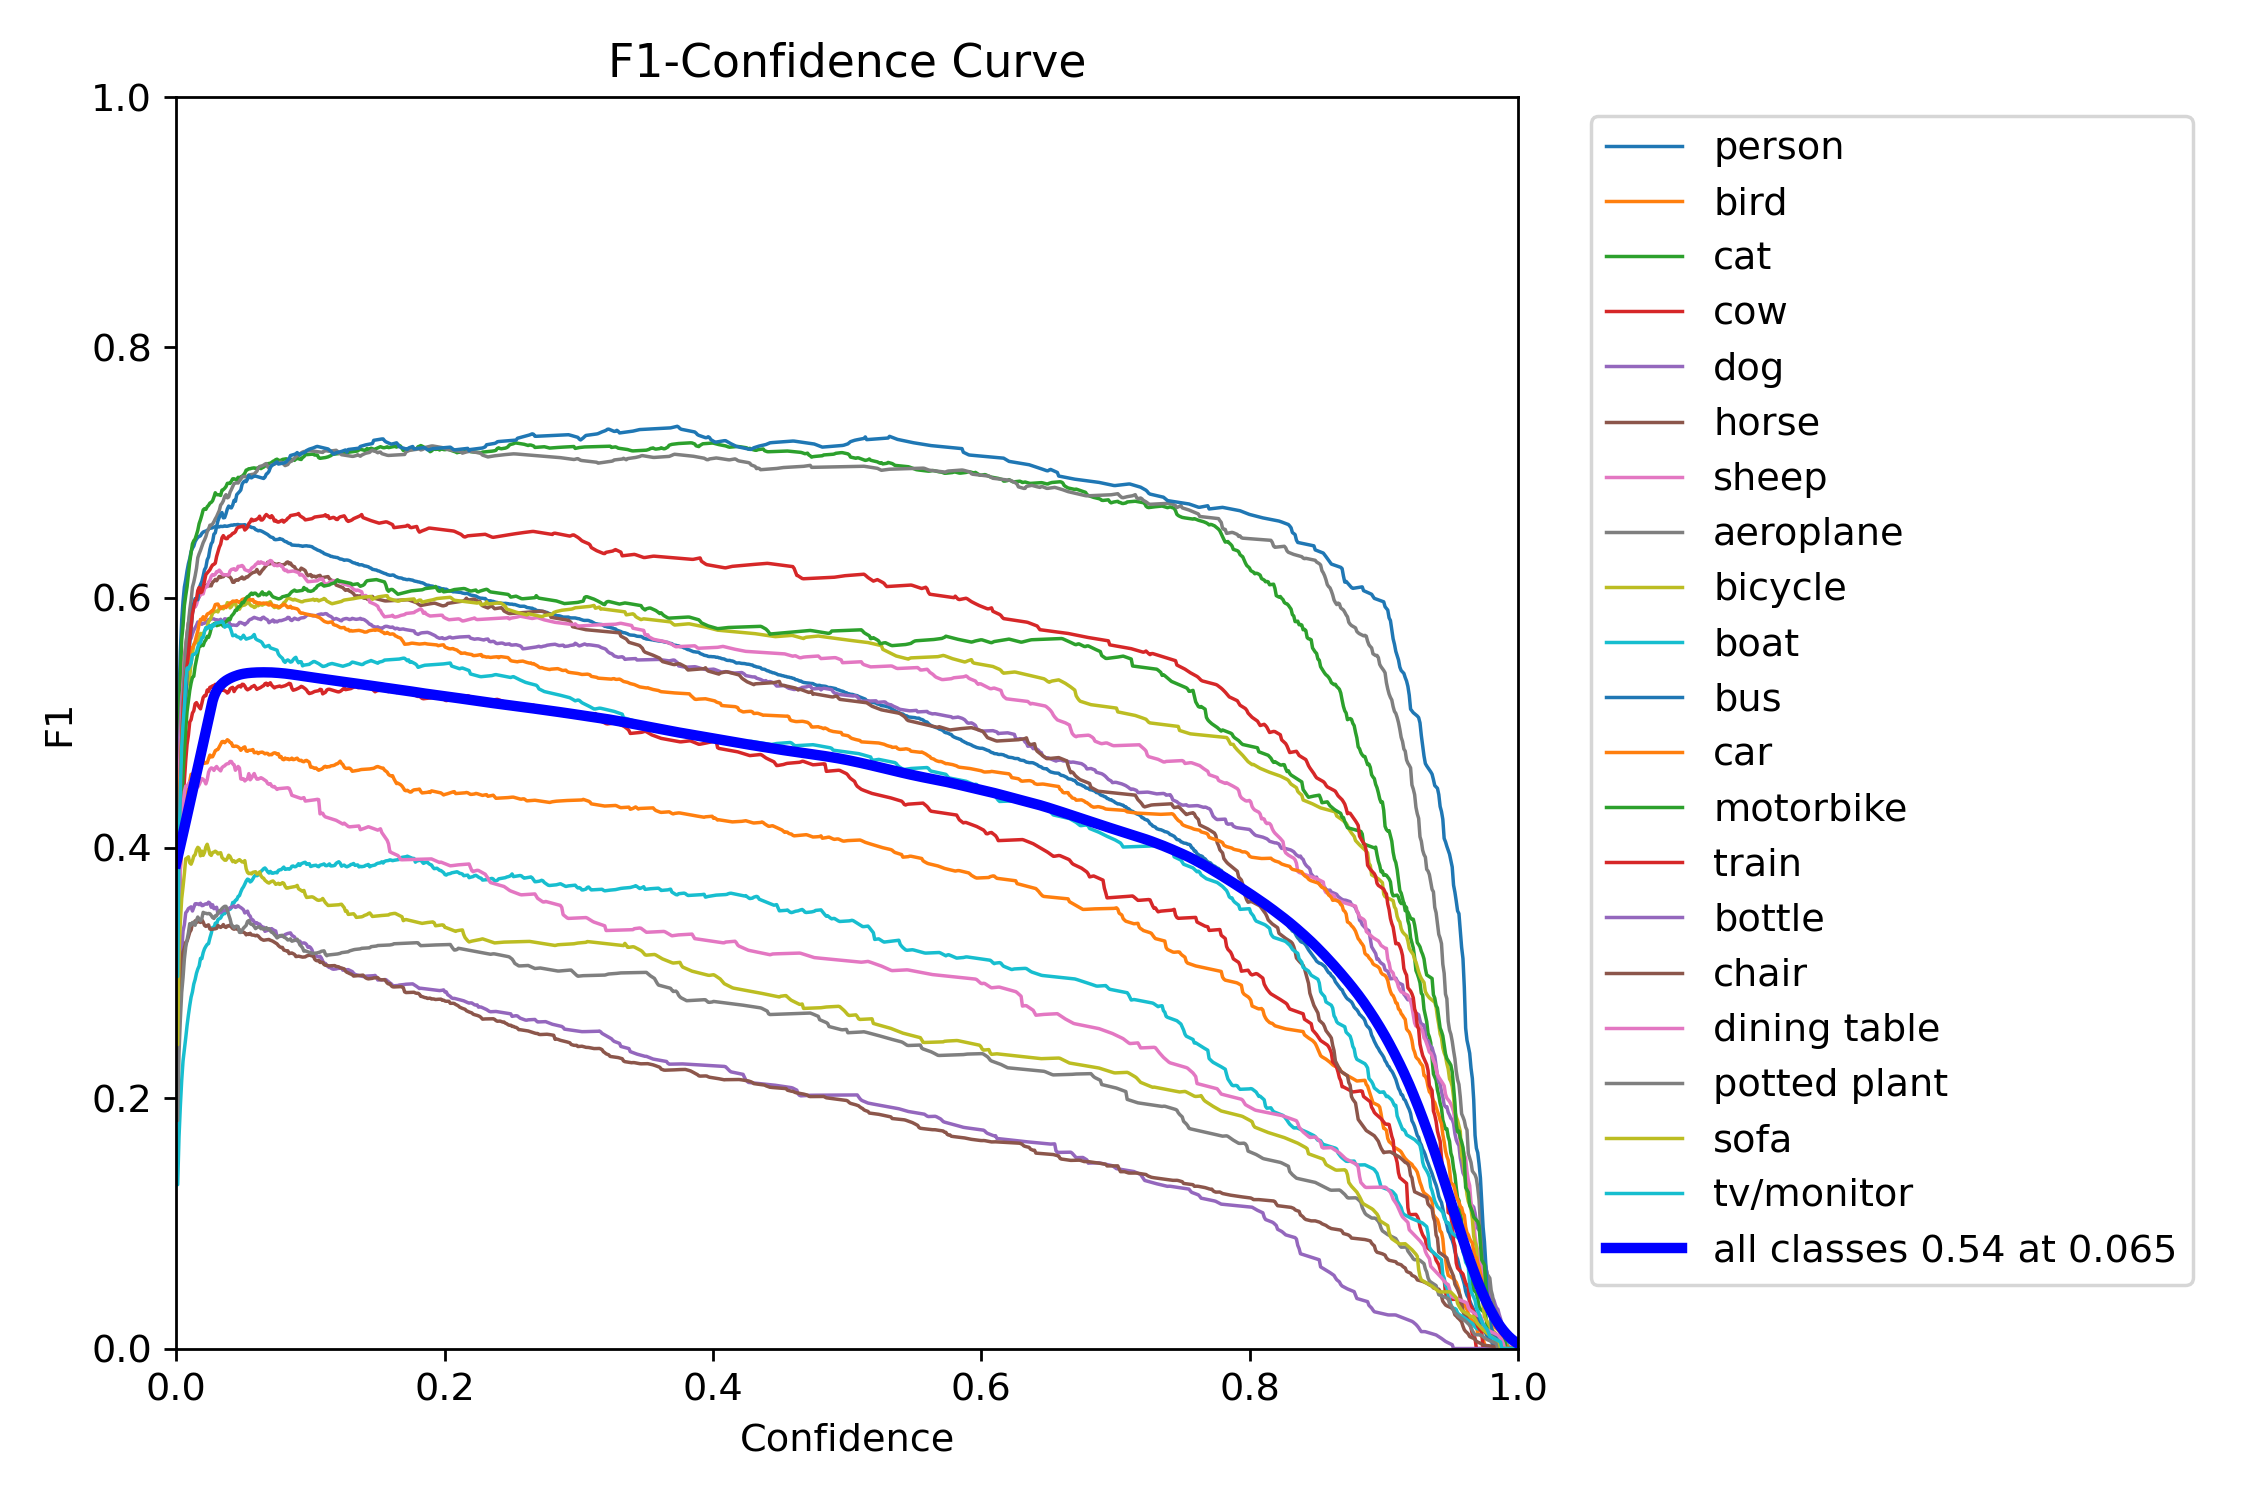 F1-Confidence Curve
1.0
0.8
0.6
0.4
0.2
0.0
F1
0.0 0.2 0.4 0.6 0.8 1.0
Confidence
person
bird
cat
cow
dog
horse
sheep
aeroplane
bicycle
boat
bus
car
motorbike
train
bottle
chair
dining table
potted plant
sofa
tv/monitor
all classes 0.54 at 0.065